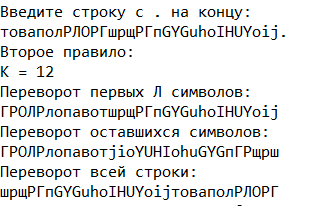 Введите строку с . на концу:
товаполРЛОРГшрщРГпGYGuhoIHUYoij.
Второе правило:
K = 12
Переворот первых Л символов:
ГРОЛРлопавотшрщРГпGYGuhoIHUYoij
Переворот оставшихся символов:
ГРОЛРлопавотjioYUHIohuGYGпГРщрш
Переворот всей строки:
шрщРГпGYGuhoIHUYoijтоваполРЛОРГ